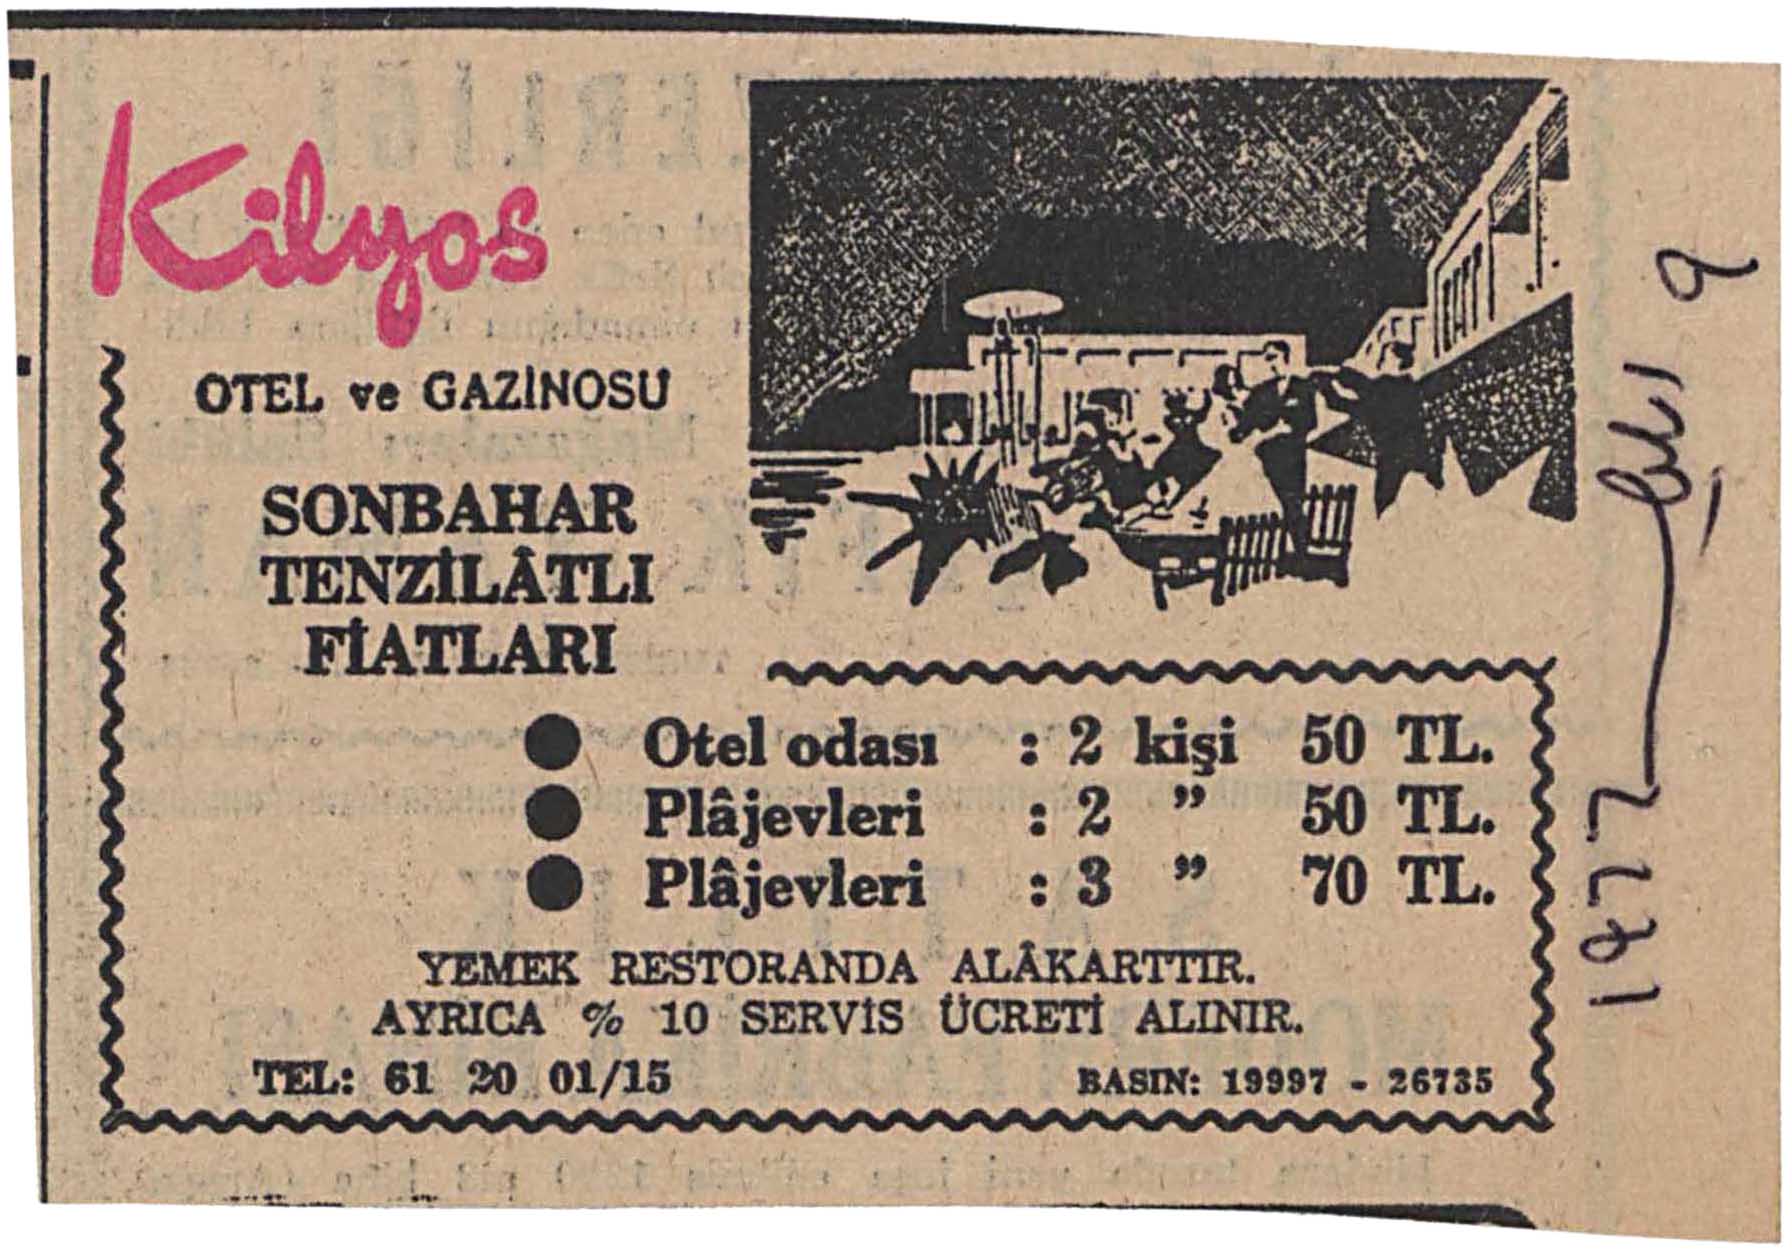 Kilyos
OTEL ve GAZİNOSU
SONBAHAR
TENZİLÂTLI
FİATLARI
● Otel odası : 2 kişi 50 TL.
● Plâjevleri : 2 ” 50 TL.
● Plâjevleri : 3 ” 70 TL.
YEMEK RESTORANDA ALÂKARTTIR.
AYRICA % 10 SERVİS ÜCRETİ ALINIR.
TEL: 61 20 01/15
BASIN: 19997 - 26735